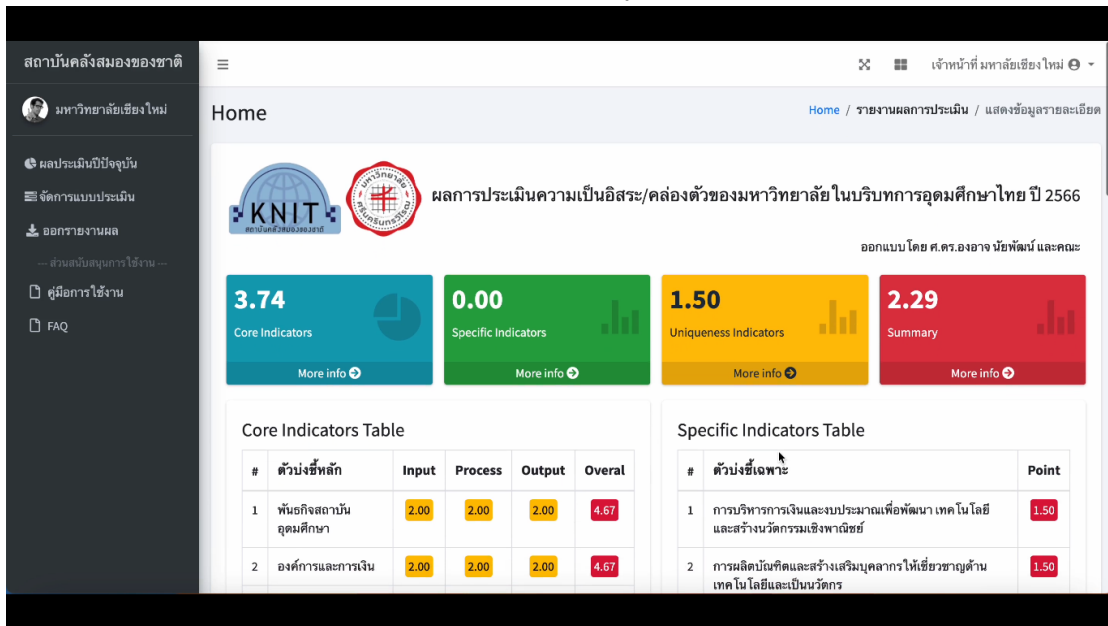 สถาบันคลังสมองของชาติ
เจ้าหน้าที่ มหาลัยเชียงใหม่
มหาวิทยาลัยเชียงใหม่
Home
Home / รายงานผลการประเมิน / แสดงข้อมูลรายละเอียด
ผลประเมินปีปัจจุบัน
จัดการแบบประเมิน
ออกรายงานผล
--- ส่วนสนับสนุนการใช้งาน ---
คู่มือการใช้งาน
FAQ
KNIT
สถาบันคลังสมองของชาติ
มหาวิทยาลัย
ศรีนครินทรวิโรฒ
ผลการประเมินความเป็นอิสระ/คล่องตัวของมหาวิทยาลัยในบริบทการอุดมศึกษาไทย ปี 2566
ออกแบบโดย ศ.ดร.องอาจ นัยพัฒน์ และคณะ
3.74
Core Indicators
More info
0.00
Specific Indicators
More info
1.50
Uniqueness Indicators
More info
2.29
Summary
More info
Core Indicators Table
# ตัวบ่งชี้หลัก Input Process Output Overal
1 พันธกิจสถาบัน 2.00 2.00 2.00 4.67
อุดมศึกษา
2 องค์การและการเงิน 2.00 2.00 2.00 4.67
Specific Indicators Table
# ตัวบ่งชี้เฉพาะ Point
1 การบริหารการเงินและงบประมาณเพื่อพัฒนา เทคโนโลยี 1.50
และสร้างนวัตกรรมเชิงพาณิชย์
2 การผลิตบัณฑิตและสร้างเสริมบุคลากรให้เชี่ยวชาญด้าน 1.50
เทคโนโลยีและเป็นนวัตกร